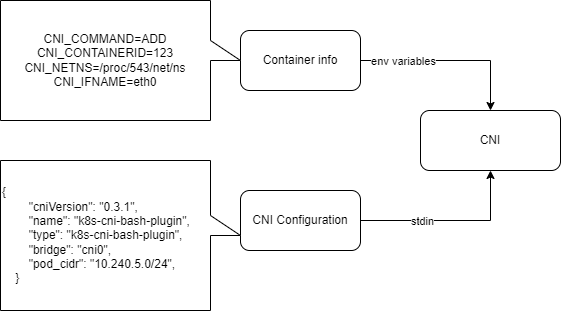 CNI_COMMAND=ADD
CNI_CONTAINERID=123
CNI_NETNS=/proc/543/net/ns
CNI_IFNAME=eth0
Container info
env variables
CNI
{
"cniVersion": "0.3.1",
"name": "k8s-cni-bash-plugin",
"type": "k8s-cni-bash-plugin",
"bridge": "cni0",
"pod_cidr": "10.240.5.0/24",
}
CNI Configuration
stdin